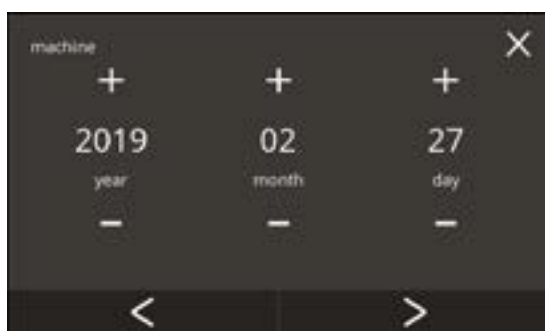 machine
+ + +
2019 02 27
year month day
− − −
< >